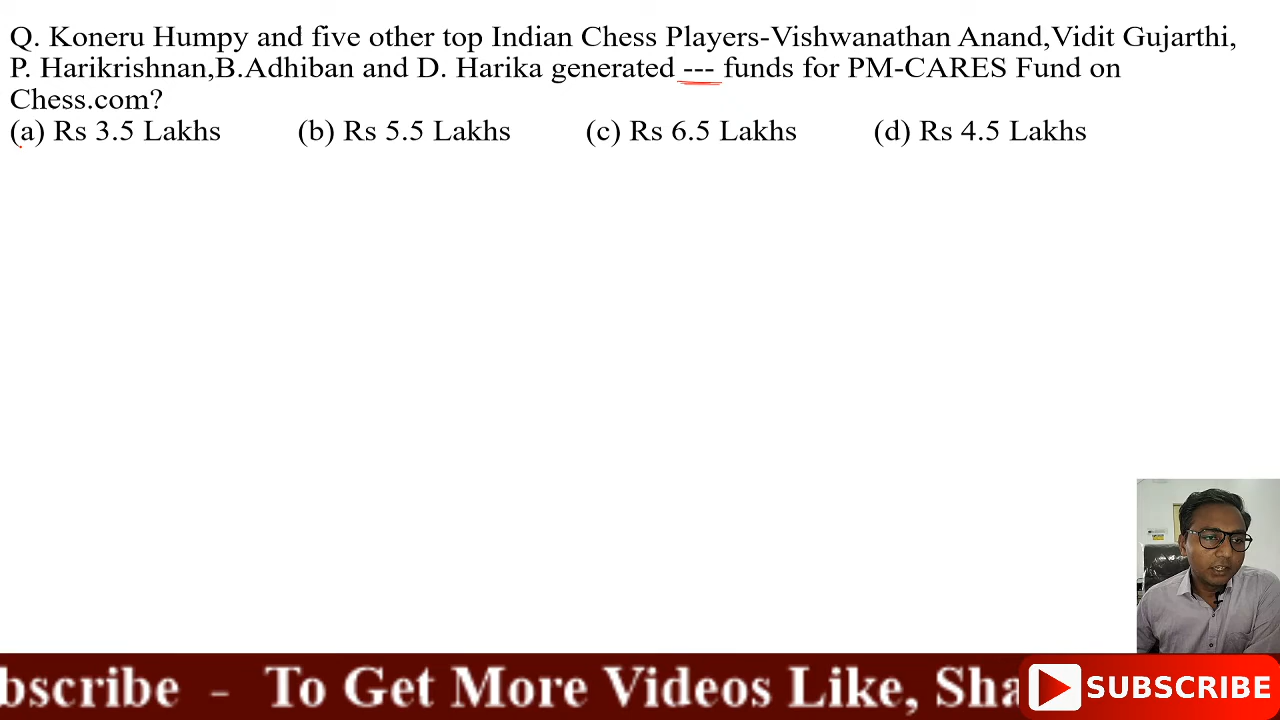 Q. Koneru Humpy and five other top Indian Chess Players-Vishwanathan Anand,Vidit Gujarthi,
P. Harikrishnan,B.Adhiban and D. Harika generated --- funds for PM-CARES Fund on
Chess.com?
(a) Rs 3.5 Lakhs (b) Rs 5.5 Lakhs (c) Rs 6.5 Lakhs (d) Rs 4.5 Lakhs
bscribe - To Get More Videos Like, Sha
SUBSCRIBE